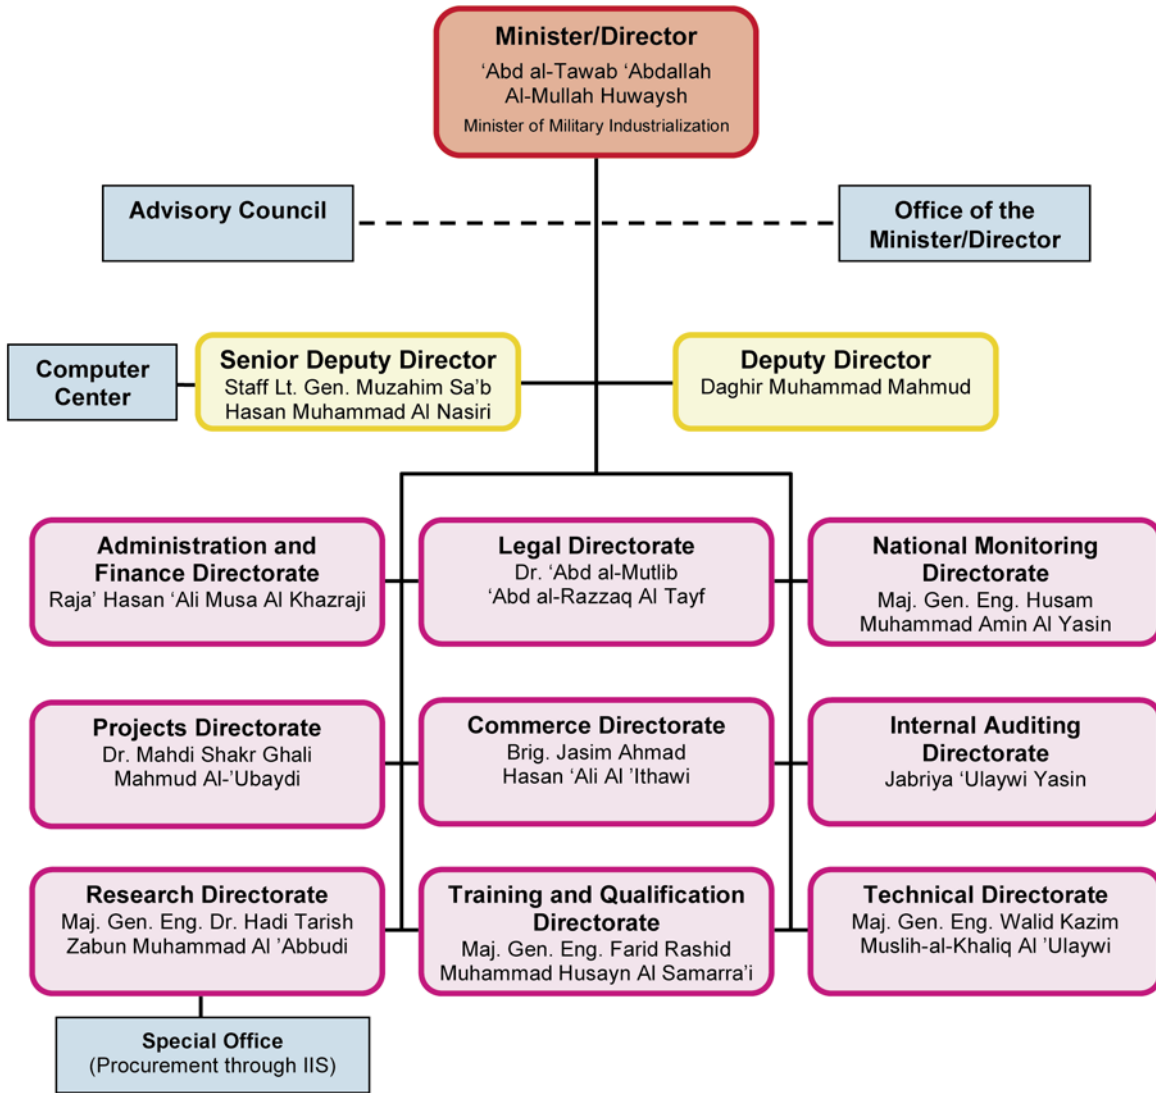 Minister/Director
‘Abd al-Tawab ‘Abdallah
Al-Mullah Huwaysh
Minister of Military Industrialization
Advisory Council
Office of the
Minister/Director
Computer
Center
Senior Deputy Director
Staff Lt. Gen. Muzahim Sa’b
Hasan Muhammad Al Nasiri
Deputy Director
Daghir Muhammad Mahmud
Administration and
Finance Directorate
Raja’ Hasan ‘Ali Musa Al Khazraji
Legal Directorate
Dr. ‘Abd al-Mutlib
‘Abd al-Razzaq Al Tayf
National Monitoring
Directorate
Maj. Gen. Eng. Husam
Muhammad Amin Al Yasin
Projects Directorate
Dr. Mahdi Shakr Ghali
Mahmud Al-’Ubaydi
Commerce Directorate
Brig. Jasim Ahmad
Hasan ‘Ali Al ’Ithawi
Internal Auditing
Directorate
Jabriya ‘Ulaywi Yasin
Research Directorate
Maj. Gen. Eng. Dr. Hadi Tarish
Zabun Muhammad Al ’Abbudi
Training and Qualification
Directorate
Maj. Gen. Eng. Farid Rashid
Muhammad Husayn Al Samarra’i
Technical Directorate
Maj. Gen. Eng. Walid Kazim
Muslih-al-Khaliq Al ’Ulaywi
Special Office
(Procurement through IIS)